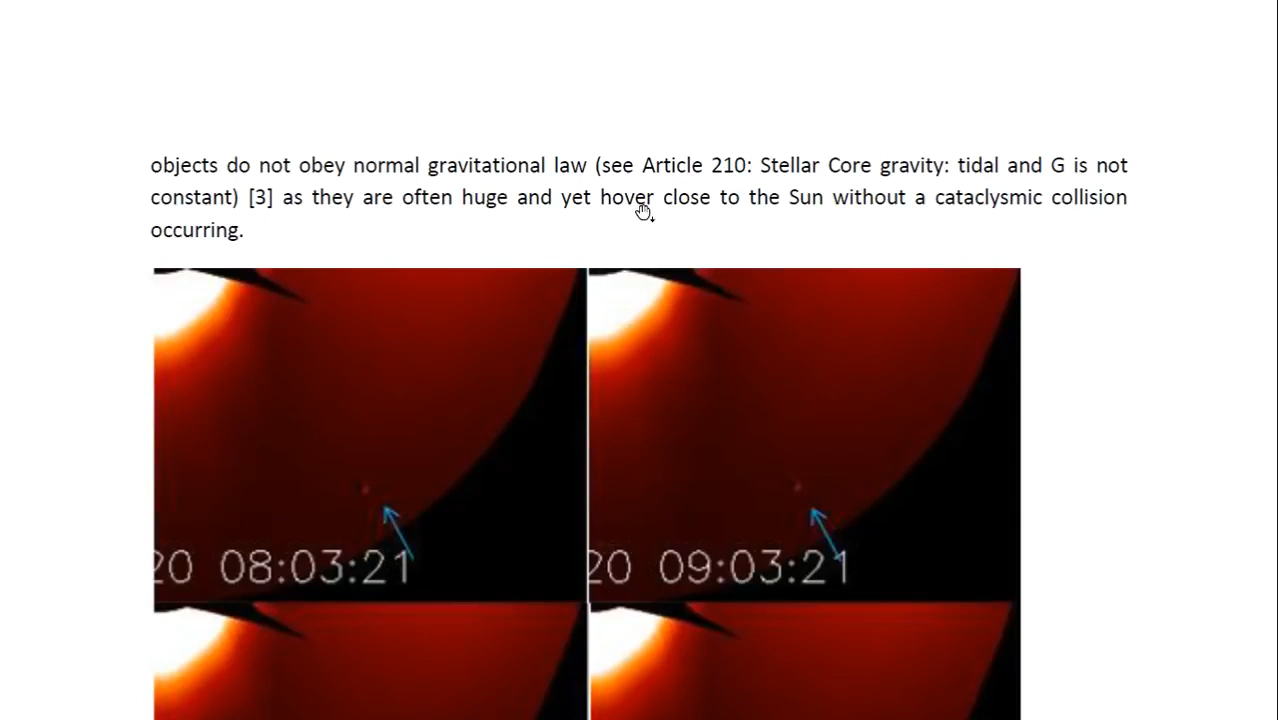 objects do not obey normal gravitational law (see Article 210: Stellar Core gravity: tidal and G is not
constant) [3] as they are often huge and yet hover close to the Sun without a cataclysmic collision
occurring.
20 08:03:21
20 09:03:21